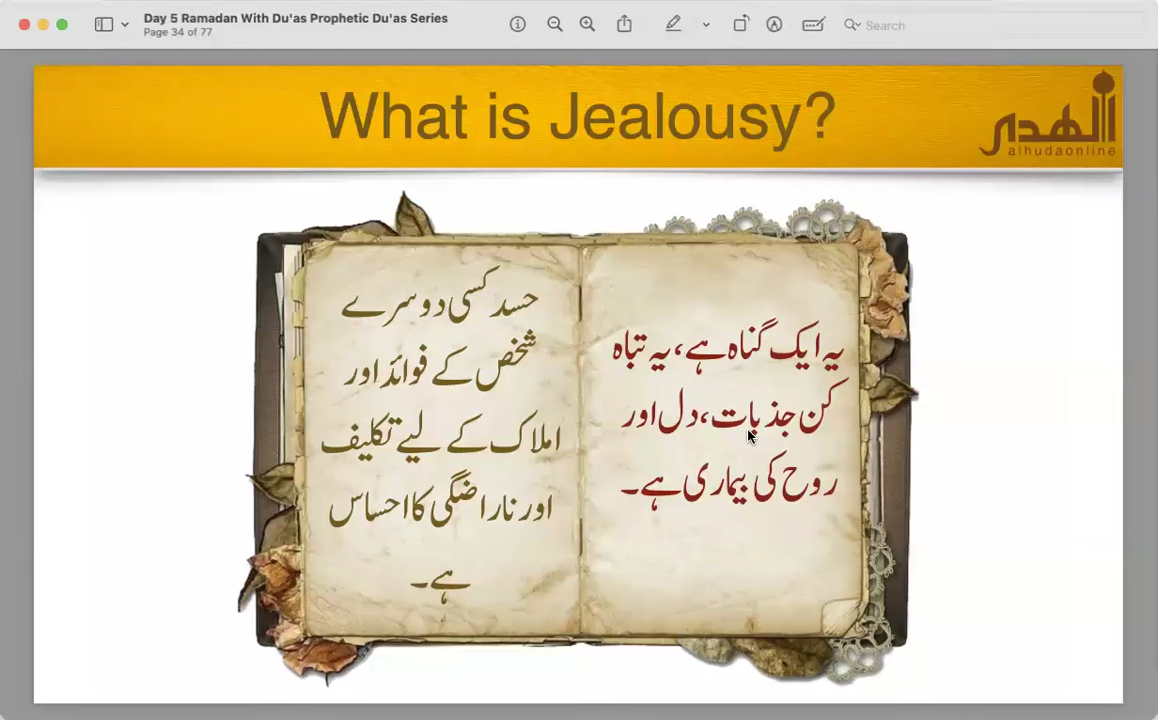 Day 5 Ramadan With Du'as Prophetic Du'as Series
Page 34 of 77
Search
What is Jealousy?
الهدى
alhudaonline
یہ ایک گناہ ہے، یہ تباہ
کن جذبات، دل اور
روح کی بیماری ہے۔
حسد کسی دوسرے
شخص کے فوائد اور
املاک کے لیے تکلیف
اور ناراضگی کا احساس
ہے۔